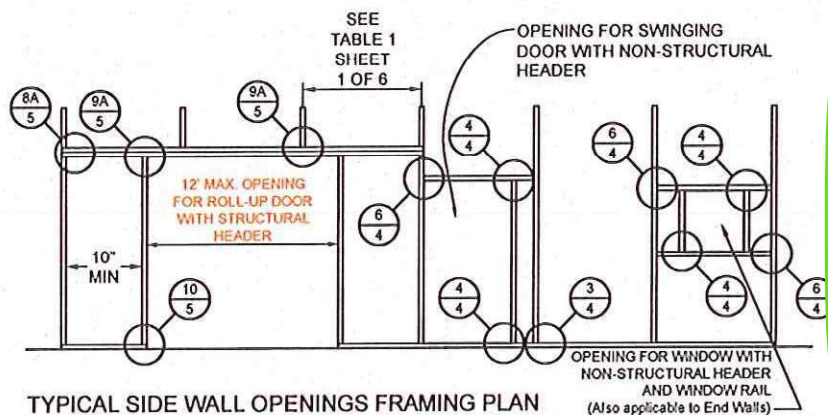 SEE
TABLE 1
SHEET
1 OF 6
OPENING FOR SWINGING
DOOR WITH NON-STRUCTURAL
HEADER
8A
5
9A
5
9A
5
4
4
6
4
4
4
12' MAX. OPENING
FOR ROLL-UP DOOR
WITH STRUCTURAL
HEADER
6
4
10"
MIN
10
5
4
4
3
4
4
4
6
4
OPENING FOR WINDOW WITH
NON-STRUCTURAL HEADER
AND WINDOW RAIL
(Also applicable to End Walls)
TYPICAL SIDE WALL OPENINGS FRAMING PLAN